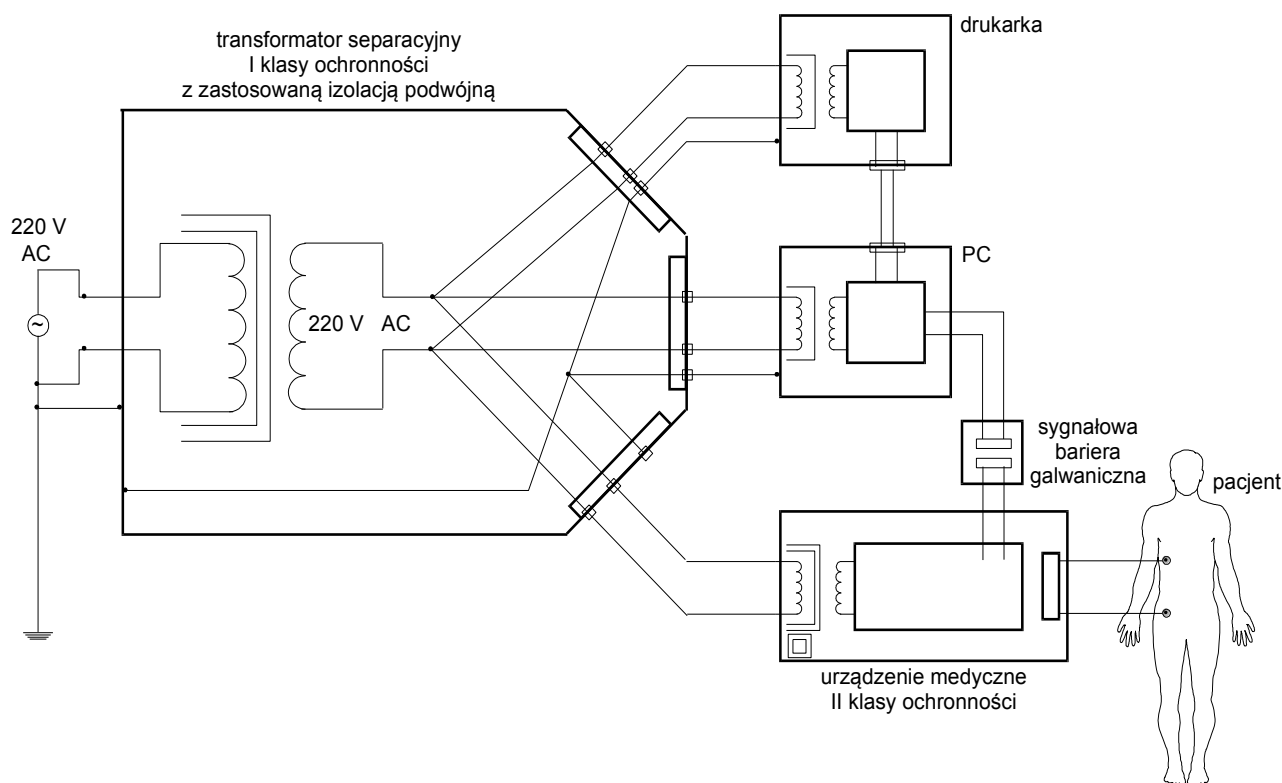 transformator separacyjny
I klasy ochronności
z zastosowaną izolacją podwójną
drukarka
220 V
AC
220 V AC
PC
sygnałowa
bariera
galwaniczna
pacjent
urządzenie medyczne
II klasy ochronności